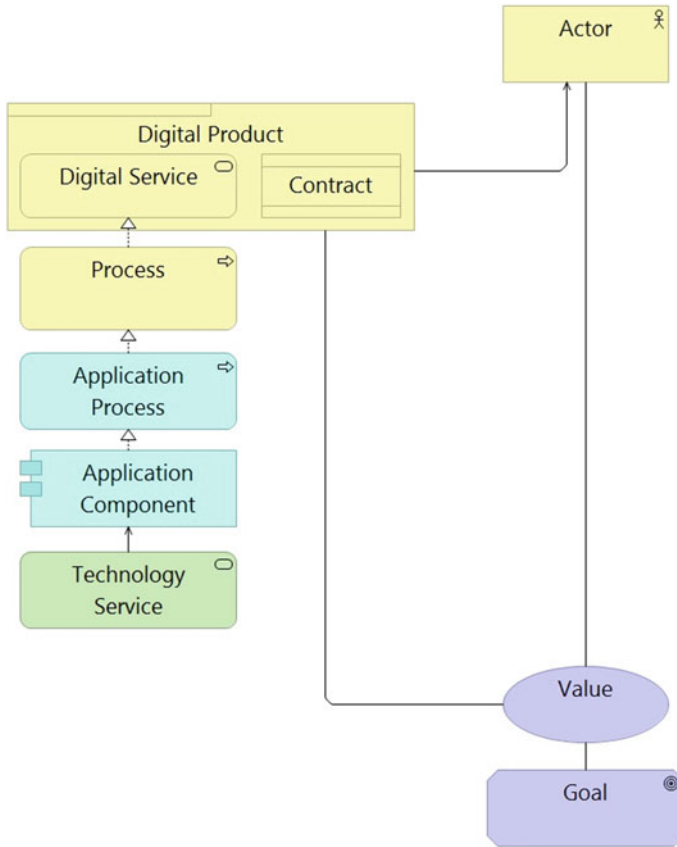 Actor
Digital Product
Digital Service
Contract
Process
Application
Process
Application
Component
Technology
Service
Value
Goal